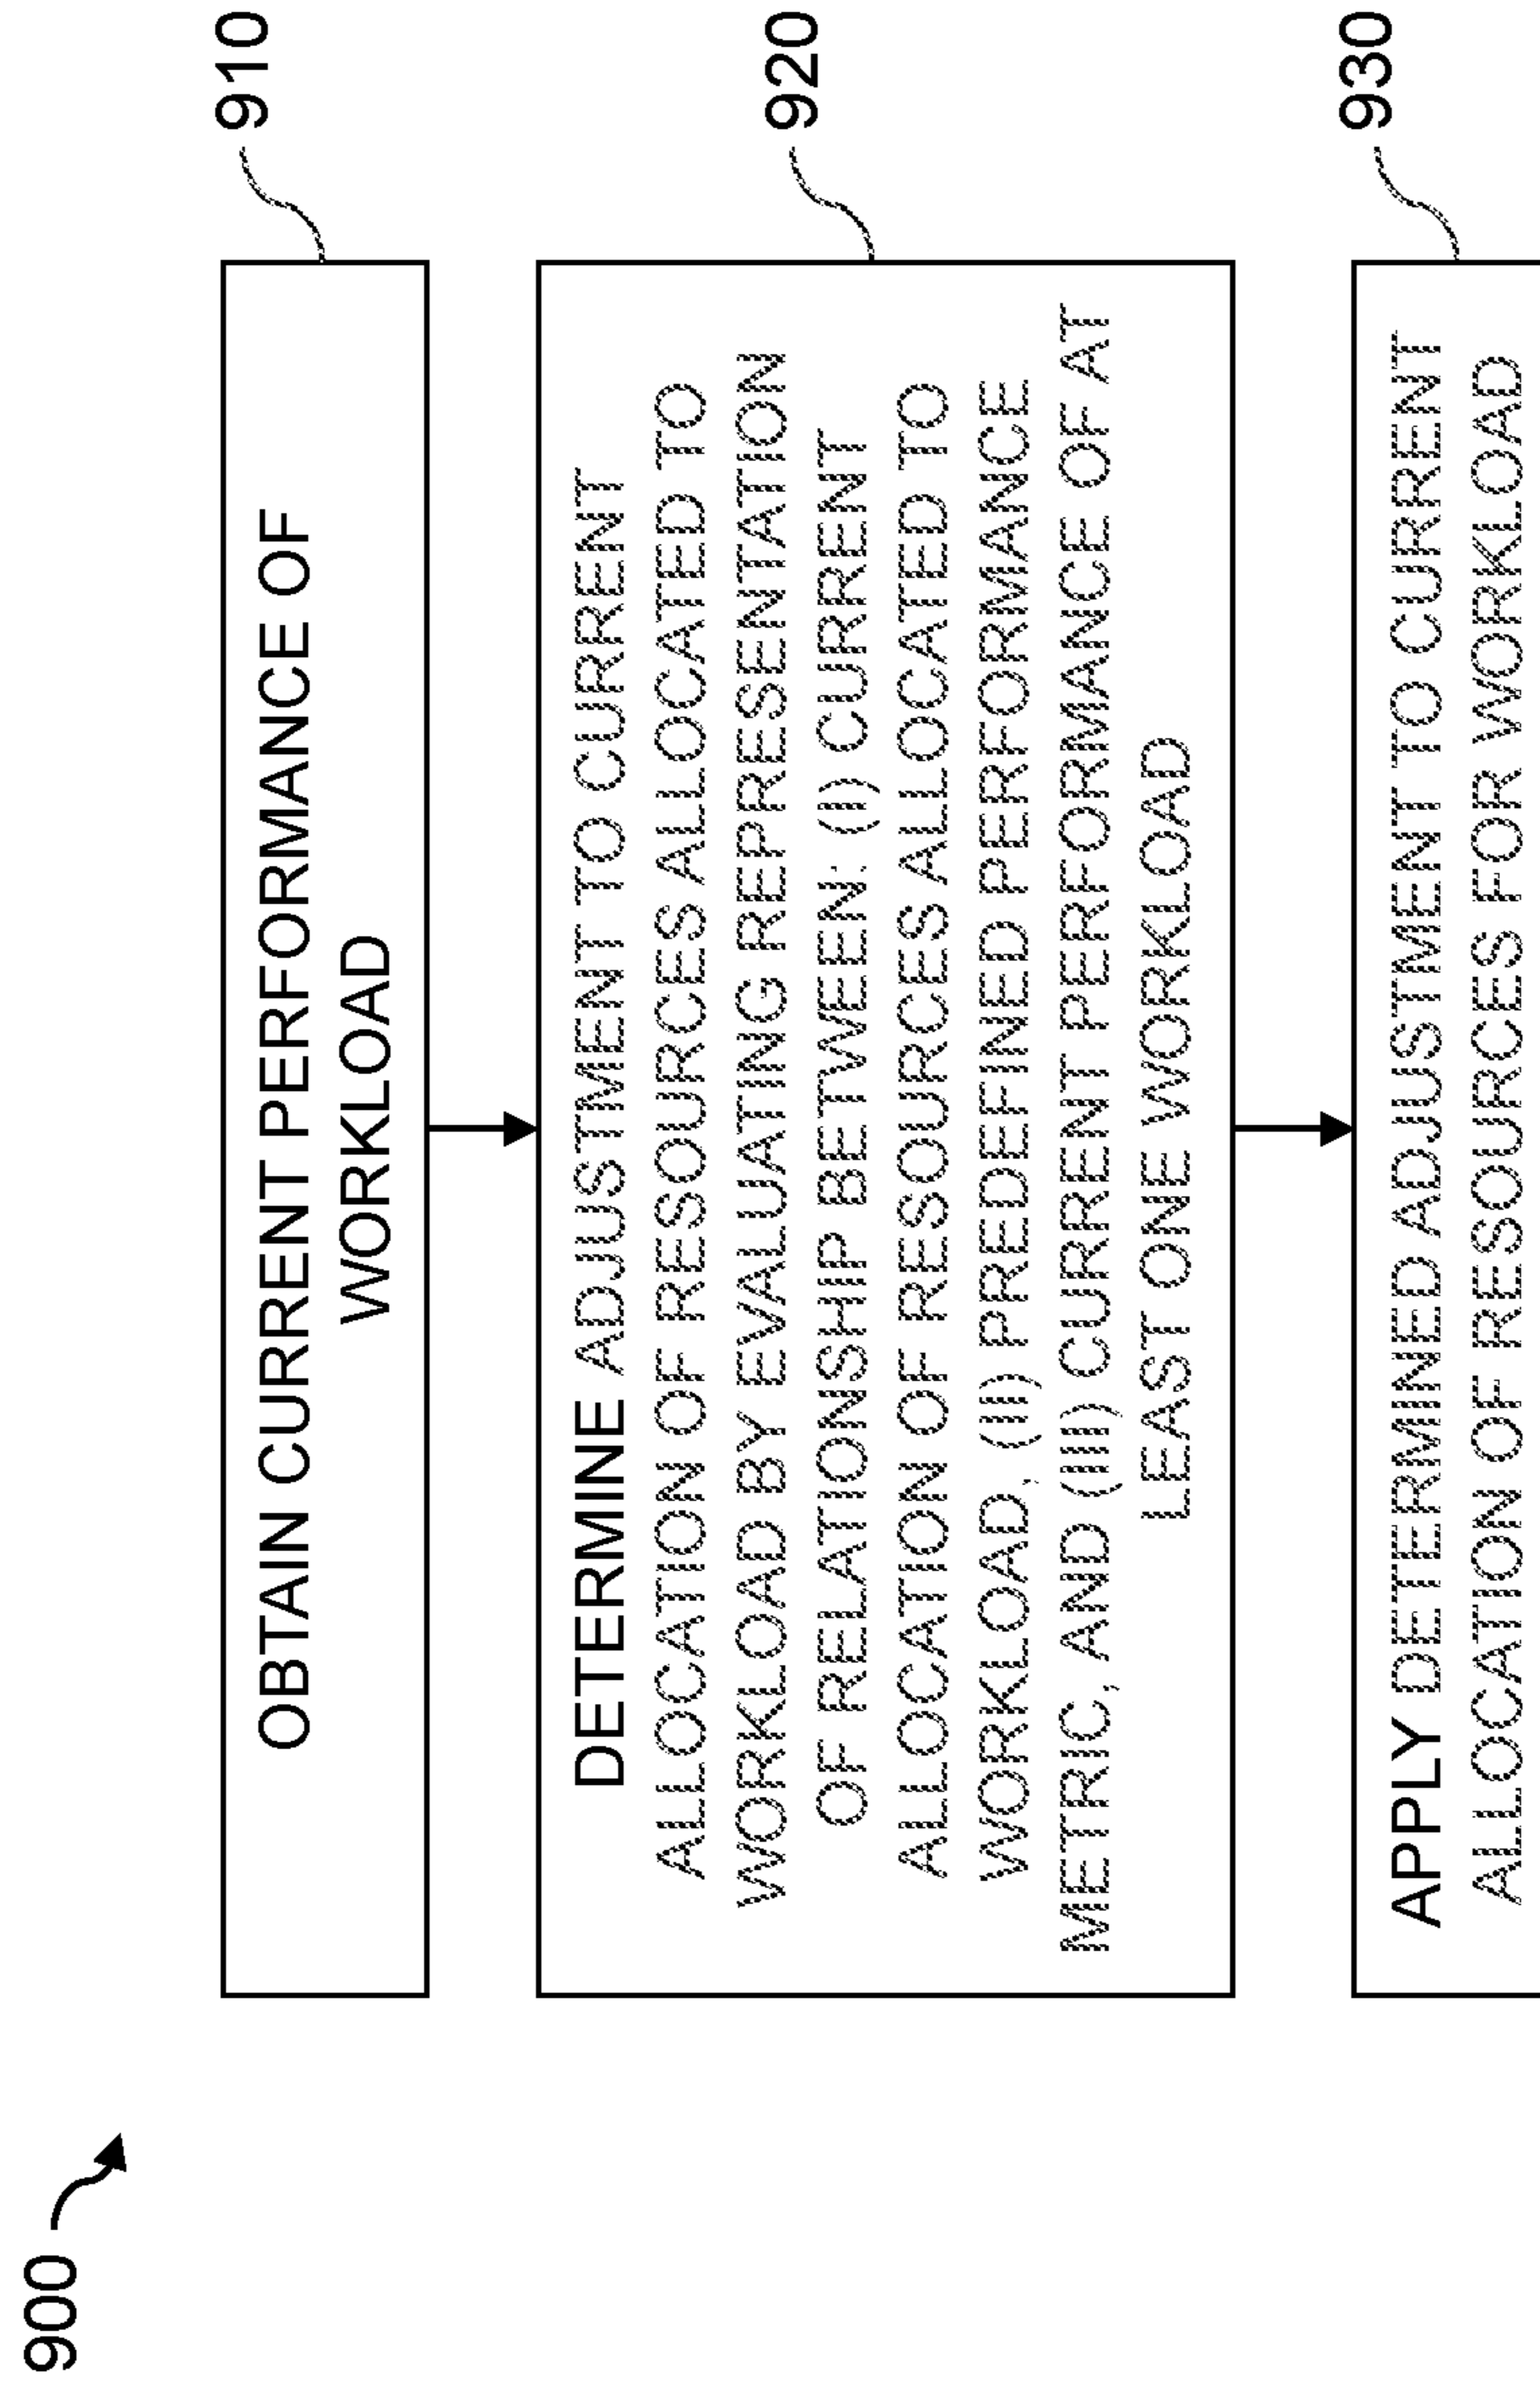 900
OBTAIN CURRENT PERFORMANCE OF
WORKLOAD
910
DETERMINE ADJUSTMENT TO CURRENT
ALLOCATION OF RESOURCES ALLOCATED TO
WORKLOAD BY EVALUATING REPRESENTATION
OF RELATIONSHIP BETWEEN: (I) CURRENT
ALLOCATION OF RESOURCES ALLOCATED TO
WORKLOAD, (II) PREDEFINED PERFORMANCE
METRIC, AND (III) CURRENT PERFORMANCE OF AT
LEAST ONE WORKLOAD
920
APPLY DETERMINED ADJUSTMENT TO CURRENT
ALLOCATION OF RESOURCES FOR WORKLOAD
930